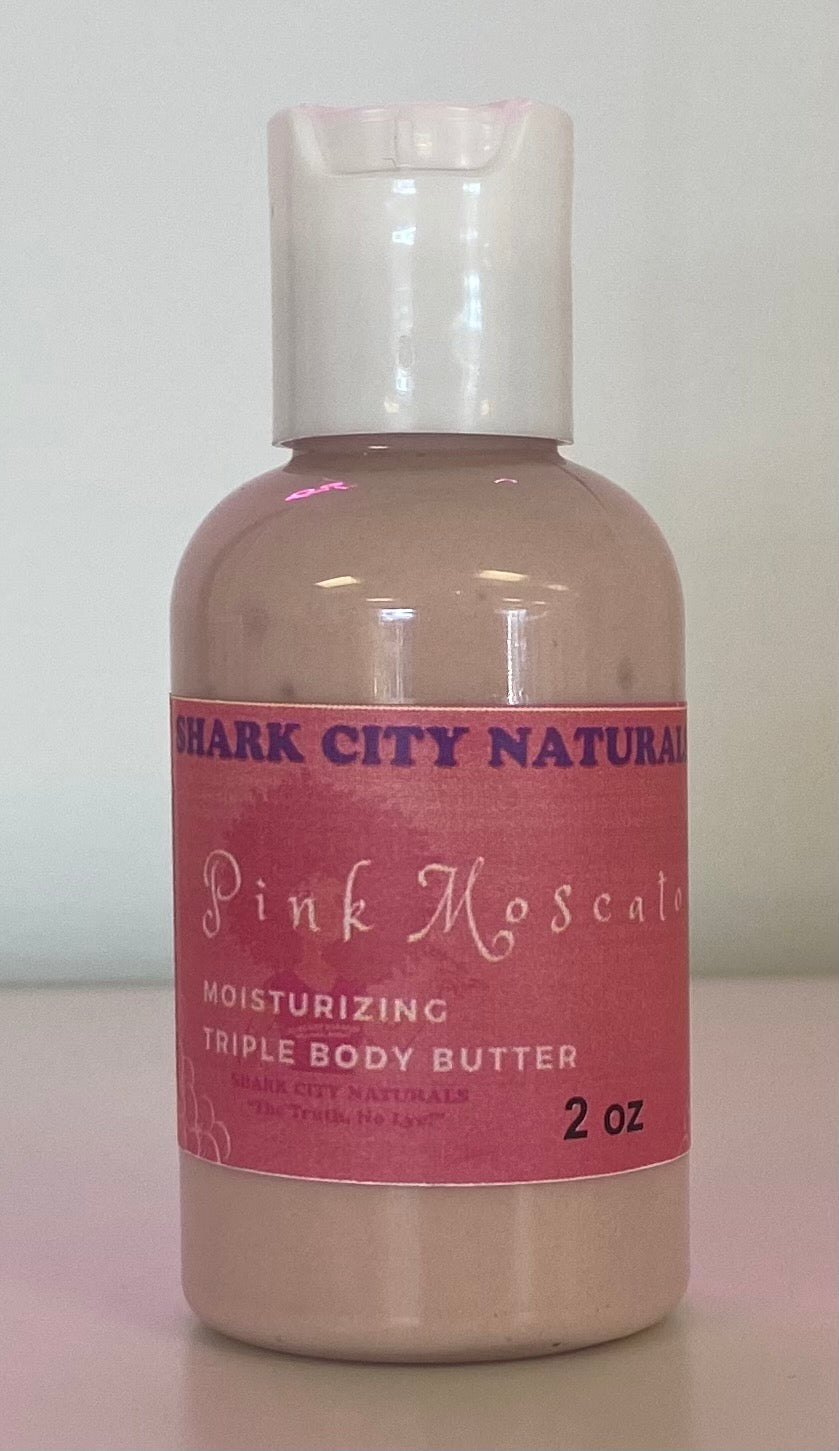 SHARK CITY NATURALS
Pink Moscato
MOISTURIZING
TRIPLE BODY BUTTER
SHARK CITY NATURALS
"The Truth, No Lye!"
2 oz